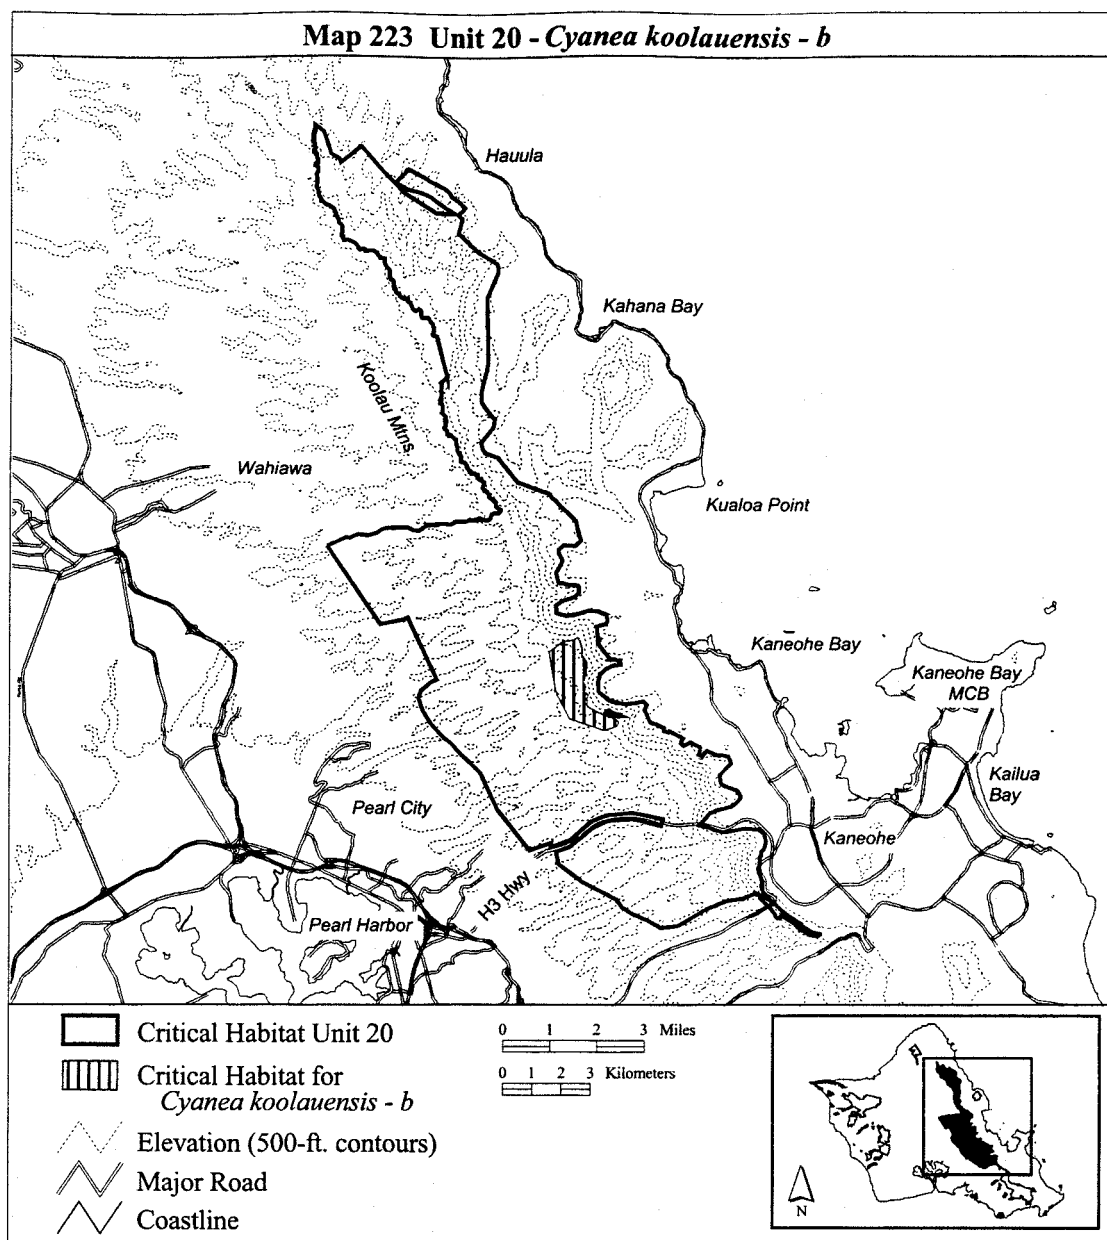 Map 223 Unit 20 - Cyanea koolauensis - b
Hauula
Kahana Bay
Koolau Mtns
Wahiawa
Kualoa Point
Kaneohe Bay
Kaneohe Bay
MCB
Kailua
Bay
Pearl City
Kaneohe
H3 Hwy
Pearl Harbor
Critical Habitat Unit 20
0 1 2 3 Miles
Critical Habitat for
Cyanea koolauensis - b
0 1 2 3 Kilometers
Elevation (500-ft. contours)
Major Road
Coastline
N